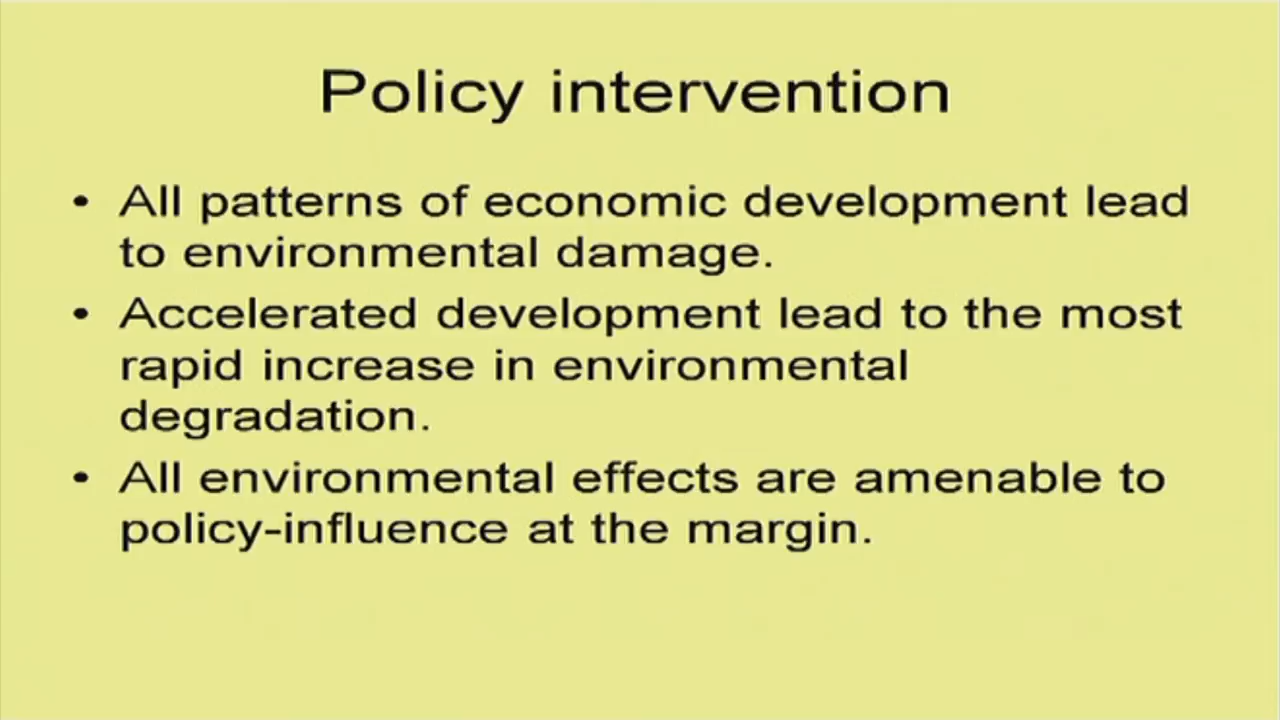 Policy intervention
• All patterns of economic development lead
to environmental damage.
• Accelerated development lead to the most
rapid increase in environmental
degradation.
• All environmental effects are amenable to
policy-influence at the margin.